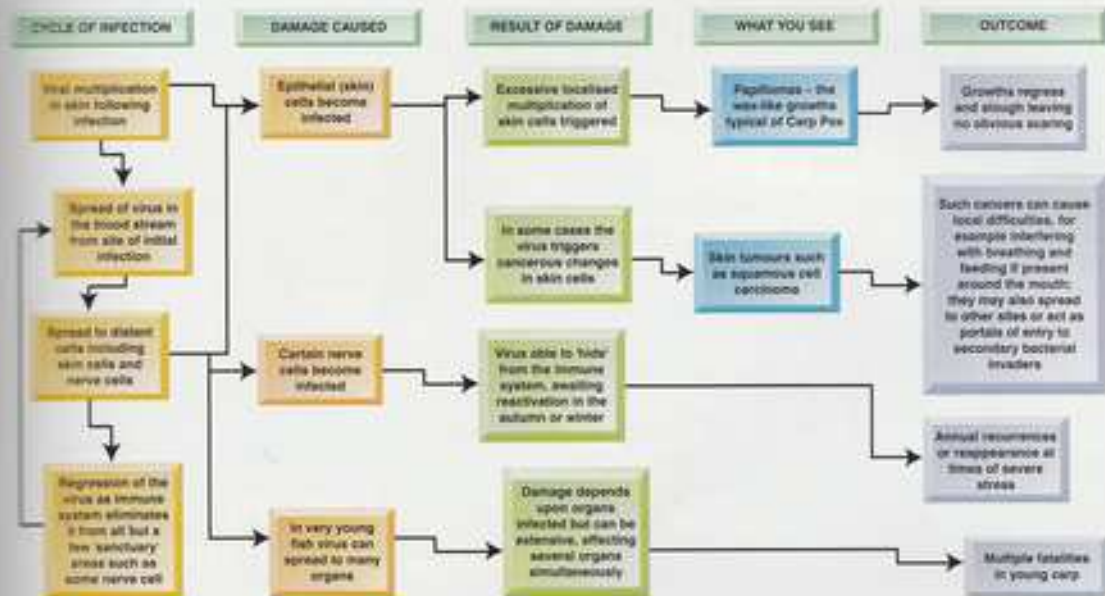 CYCLE OF INFECTION
DAMAGE CAUSED
RESULT OF DAMAGE
WHAT YOU SEE
OUTCOME
Viral multiplication
in skin following
infection
Epithelial (skin)
cells become
infected
Excessive localised
multiplication of
skin cells triggered
Papillomas – the
wax-like growths
typical of Carp Pox
Growths regress
and slough leaving
no obvious scaring
Spread of virus in
the blood stream
from site of initial
infection
In some cases the
virus triggers
cancerous changes
in skin cells
Skin tumours such
as squamous cell
carcinoma
Such cancers can cause
local difficulties, for
example interfering
with breathing and
feeding if present
around the mouth;
they may also spread
to other sites or act as
portals of entry to
secondary bacterial
invaders
Spread to distant
cells including
skin cells and
nerve cells
Certain nerve
cells become
infected
Virus able to 'hide'
from the immune
system, awaiting
reactivation in the
autumn or winter
Annual recurrences
or reappearance at
times of severe
stress
Regression of the
virus as immune
system eliminates
it from all but a
few 'sanctuary'
areas such as
some nerve cell
In very young
fish virus can
spread to many
organs
Damage depends
upon organs
infected but can be
extensive, affecting
several organs
simultaneously
Multiple fatalities
in young carp